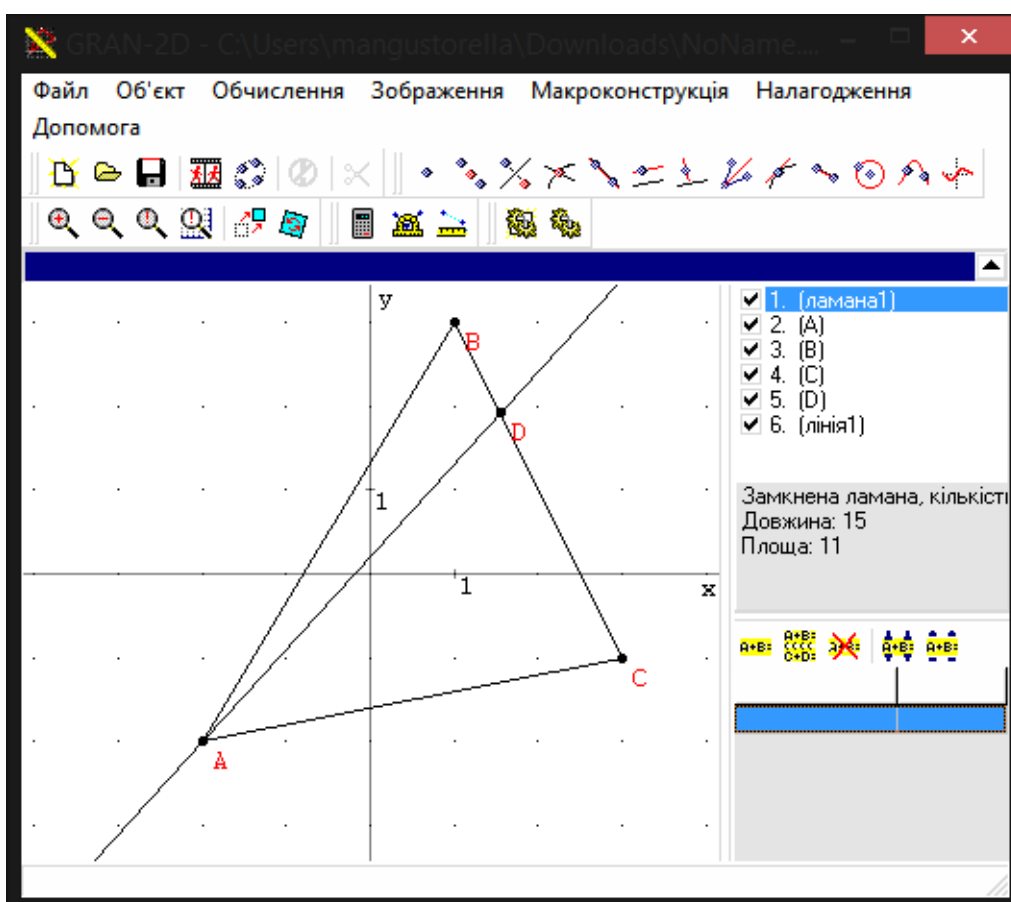 GRAN-2D - C:\Users\mangustorella\Downloads\NoName....
Файл Об'єкт Обчислення Зображення Макроконструкція Налагодження
Допомога
y
B
D
1
1
x
C
A
1. (ламана1)
2. (A)
3. (B)
4. (C)
5. (D)
6. (лінія1)
Замкнена ламана, кількість
Довжина: 15
Площа: 11
A+B=
A+B=
C+D=
A+B=
A+B=
A+B=